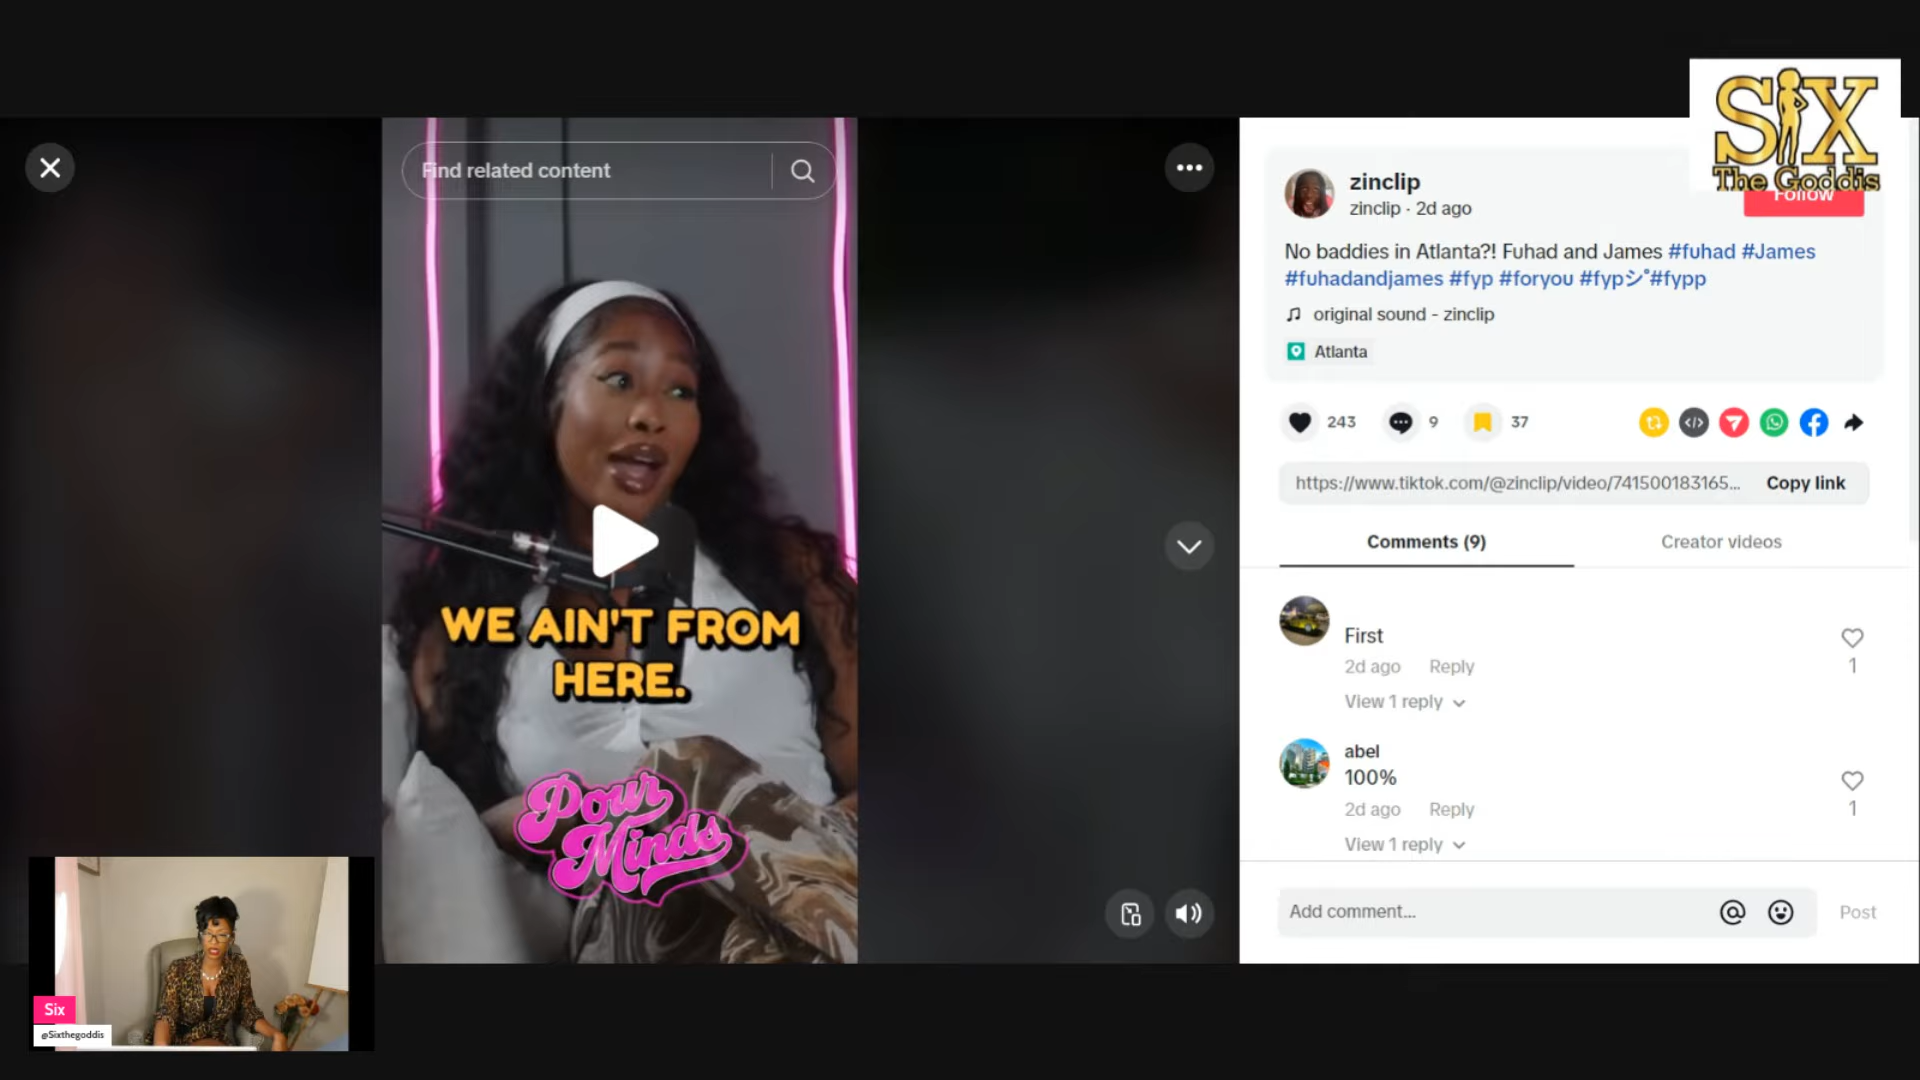 SiX
The Goddis
Find related content
zinclip
zinclip · 2d ago
Follow
No baddies in Atlanta?! Fuhad and James #fuhad #James
#fuhadandjames #fyp #foryou #fypシ゚#fypp
original sound - zinclip
Atlanta
243
9
37
https://www.tiktok.com/@zinclip/video/741500183165...
Copy link
Comments (9)
Creator videos
First
2d ago
Reply
1
View 1 reply
abel
100%
2d ago
Reply
1
View 1 reply
Add comment...
Post
WE AIN'T FROM
HERE.
Pour
Minds
Six
@Sixthegoddis